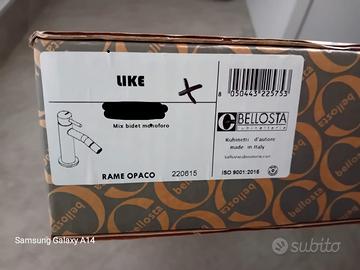 LIKE
Mix bidet monoforo
RAME OPACO
220615
8 050443 225753
BELLOSTA
rubinetterie
Rubinetti d'autore
made in Italy
ISO 9001:2015
bellosta
Samsung Galaxy A14
subito